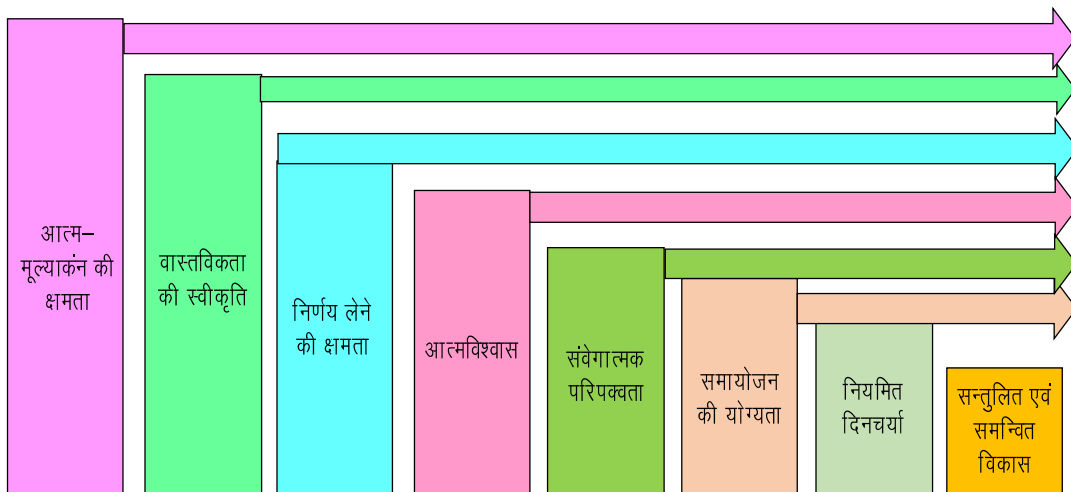 आत्म–
मूल्याकंन की
क्षमता
वास्तविकता
की स्वीकृति
निर्णय लेने
की क्षमता
आत्मविश्वास
संवेगात्मक
परिपक्वता
समायोजन
की योग्यता
नियमित
दिनचर्या
सन्तुलित एवं
समन्वित
विकास